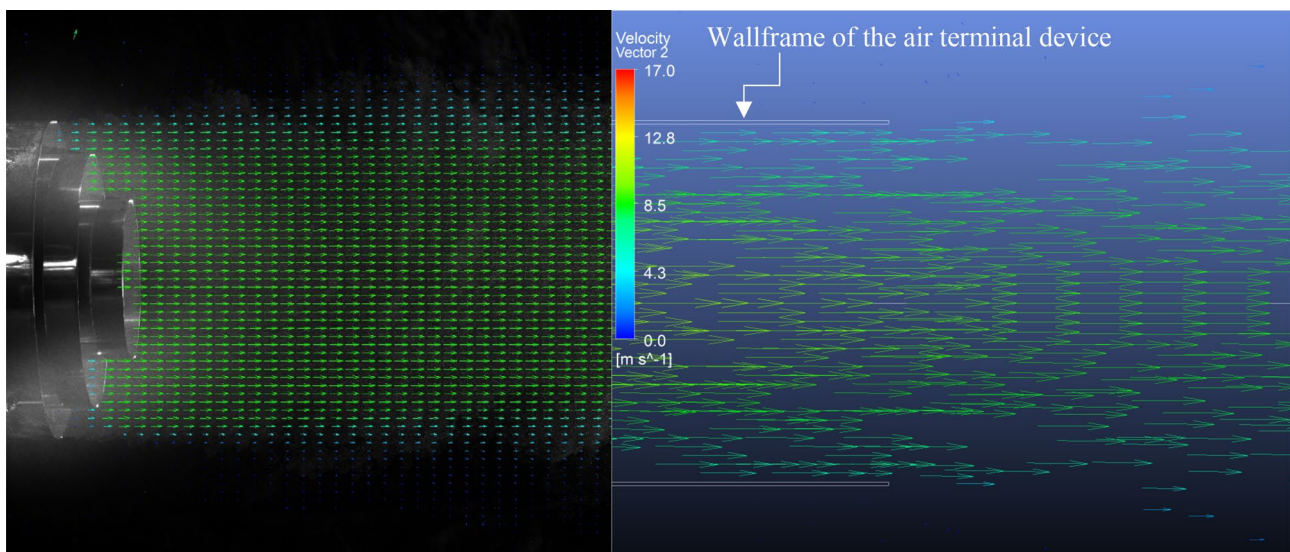 Velocity
Vector 2
Wallframe of the air terminal device
17.0
12.8
8.5
4.3
0.0
[m s^-1]